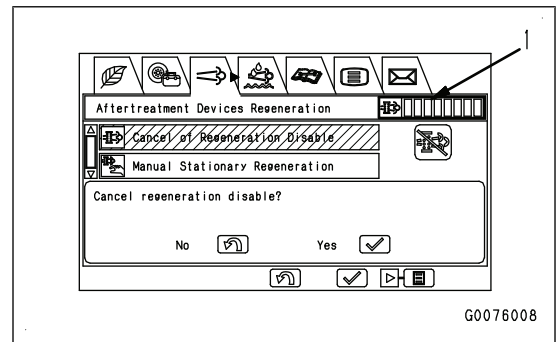 1
Aftertreatment Devices Regeneration
Cancel of Regeneration Disable
Manual Stationary Regeneration
Cancel regeneration disable?
No Yes
G0076008